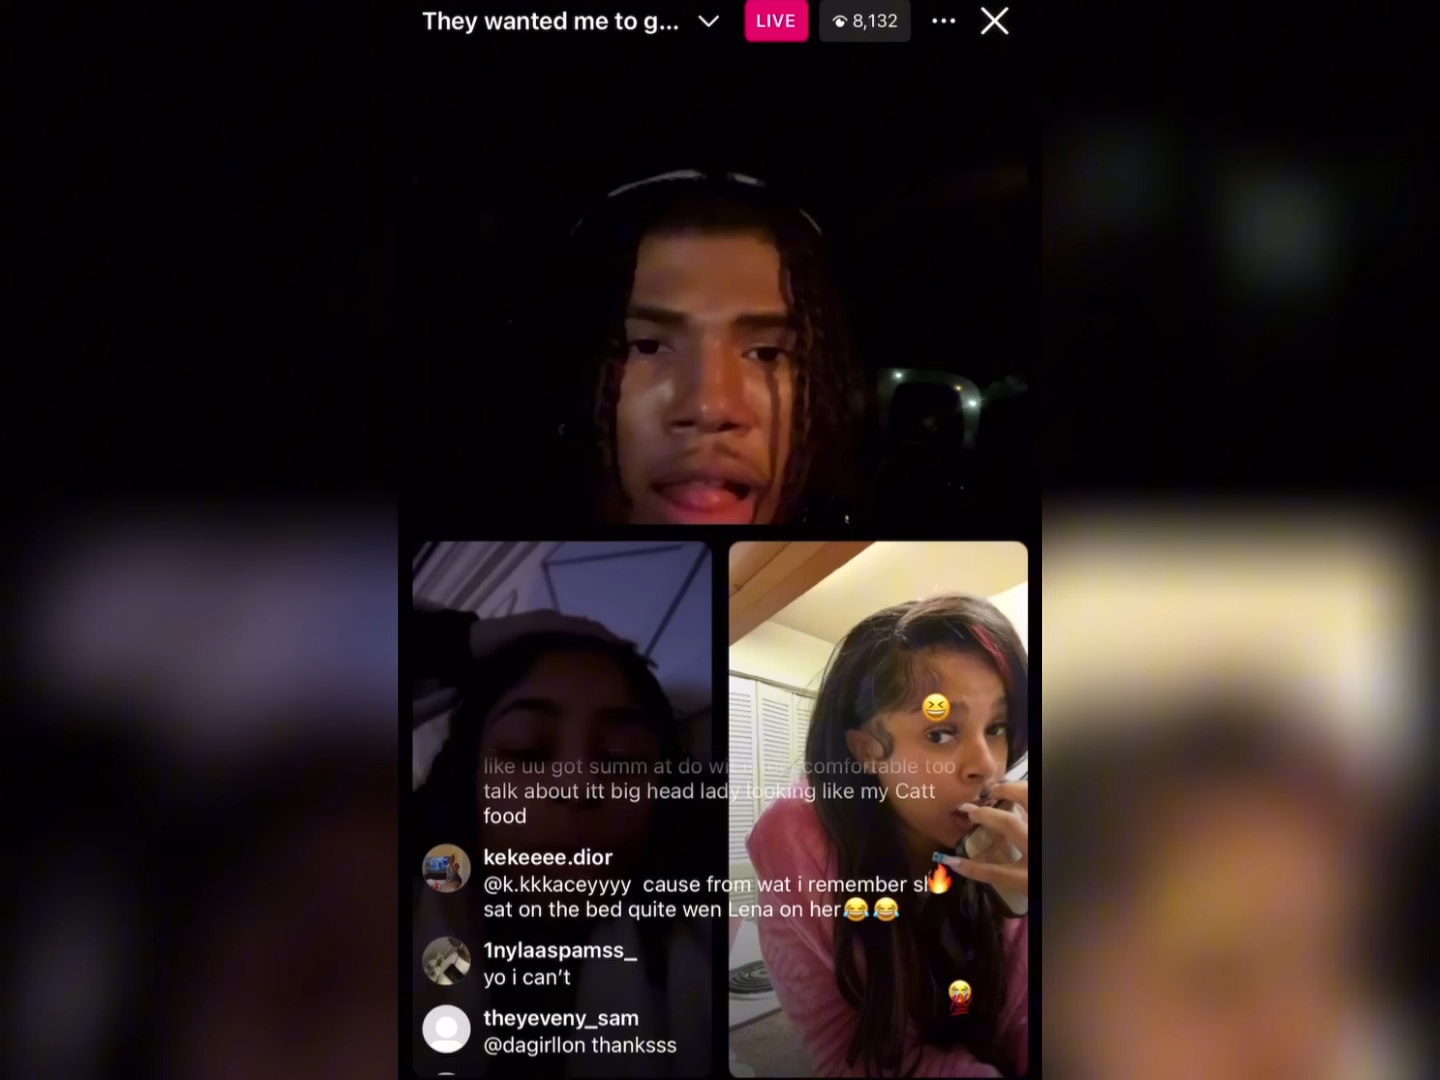 They wanted me to g...
LIVE
8,132
like uu got summ at do comfortable too
talk about itt big head lady looking like my Catt
food
kekeeee.dior
@k.kkkaceyyyy cause from wat i remember
sat on the bed quite wen Lena on her😂😂
1nylaaspamss_
yo i can't
theyeveny_sam
@dagirllon thanksss